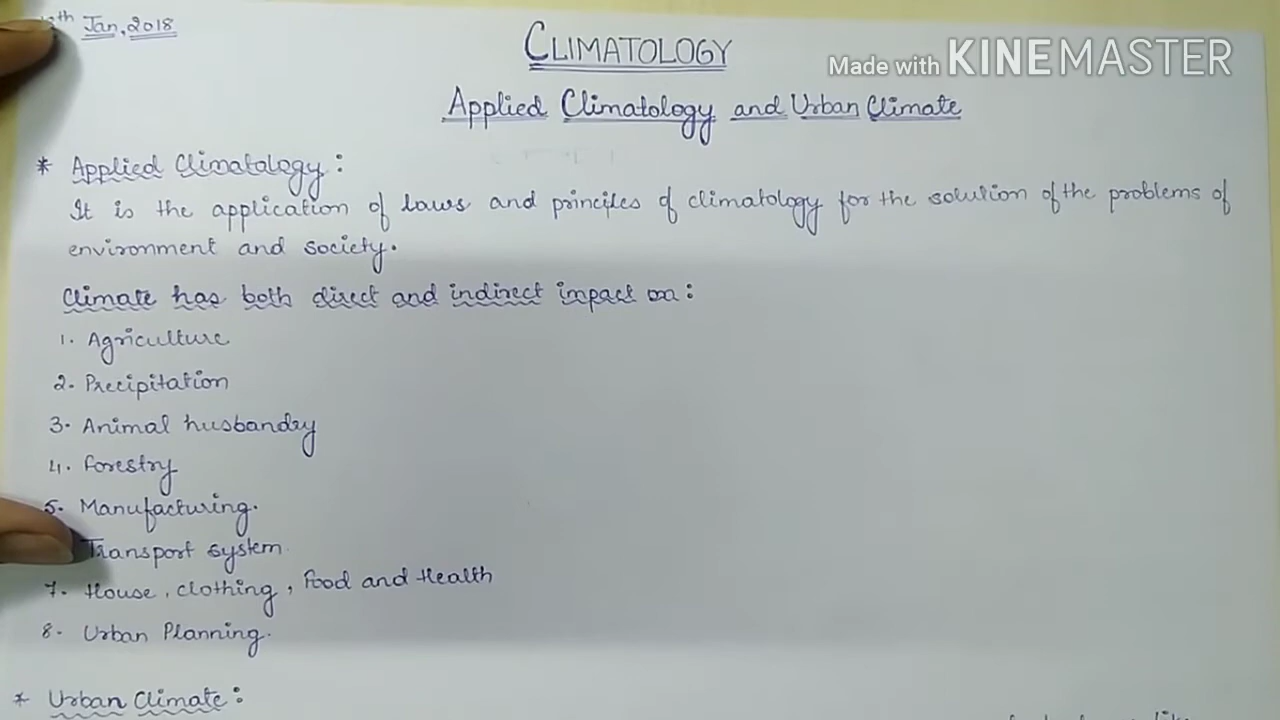 Jan, 2018
CLIMATOLOGY
Made with KINEMASTER
Applied Climatology and Urban Climate
* Applied Climatology :
It is the application of laws and principles of climatology for the solution of the problems of
environment and society.
Climate has both direct and indirect impact on :
1. Agriculture
2. Precipitation
3. Animal husbandry
4. Forestry
5. Manufacturing.
Transport system
7. House, clothing, Food and Health
8. Urban Planning.
* Urban Climate :